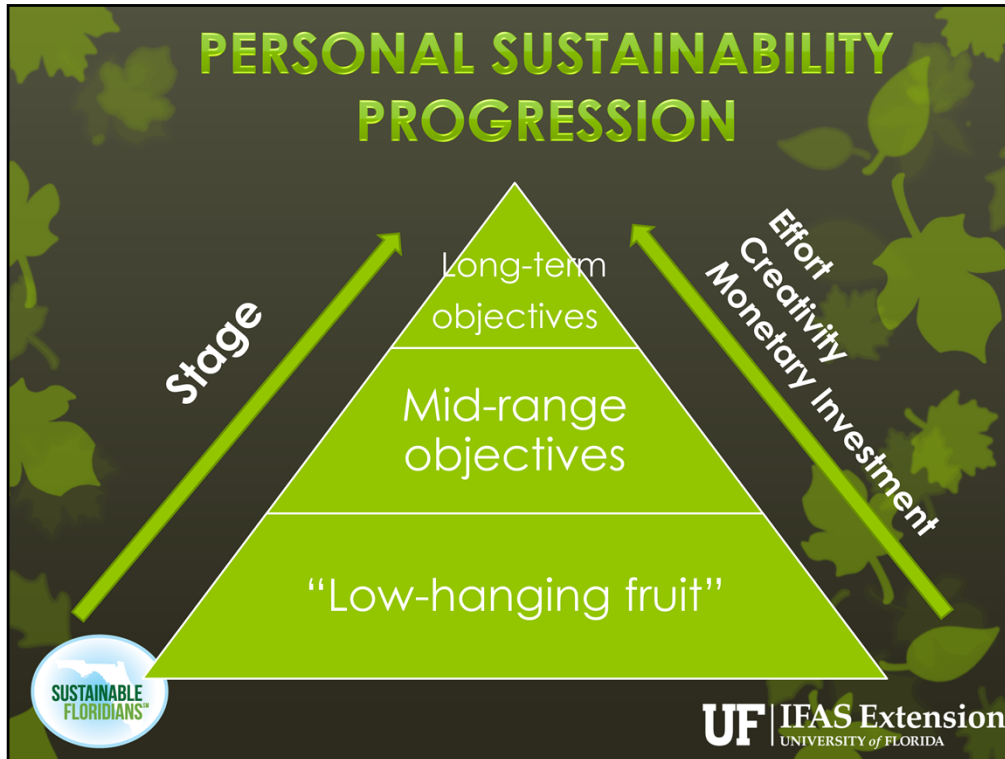 PERSONAL SUSTAINABILITY
PROGRESSION
Stage
Long-term
objectives
Mid-range
objectives
“Low-hanging fruit”
Effort
Creativity
Monetary Investment
SUSTAINABLE
FLORIDIANS℠
UF IFAS Extension
UNIVERSITY of FLORIDA